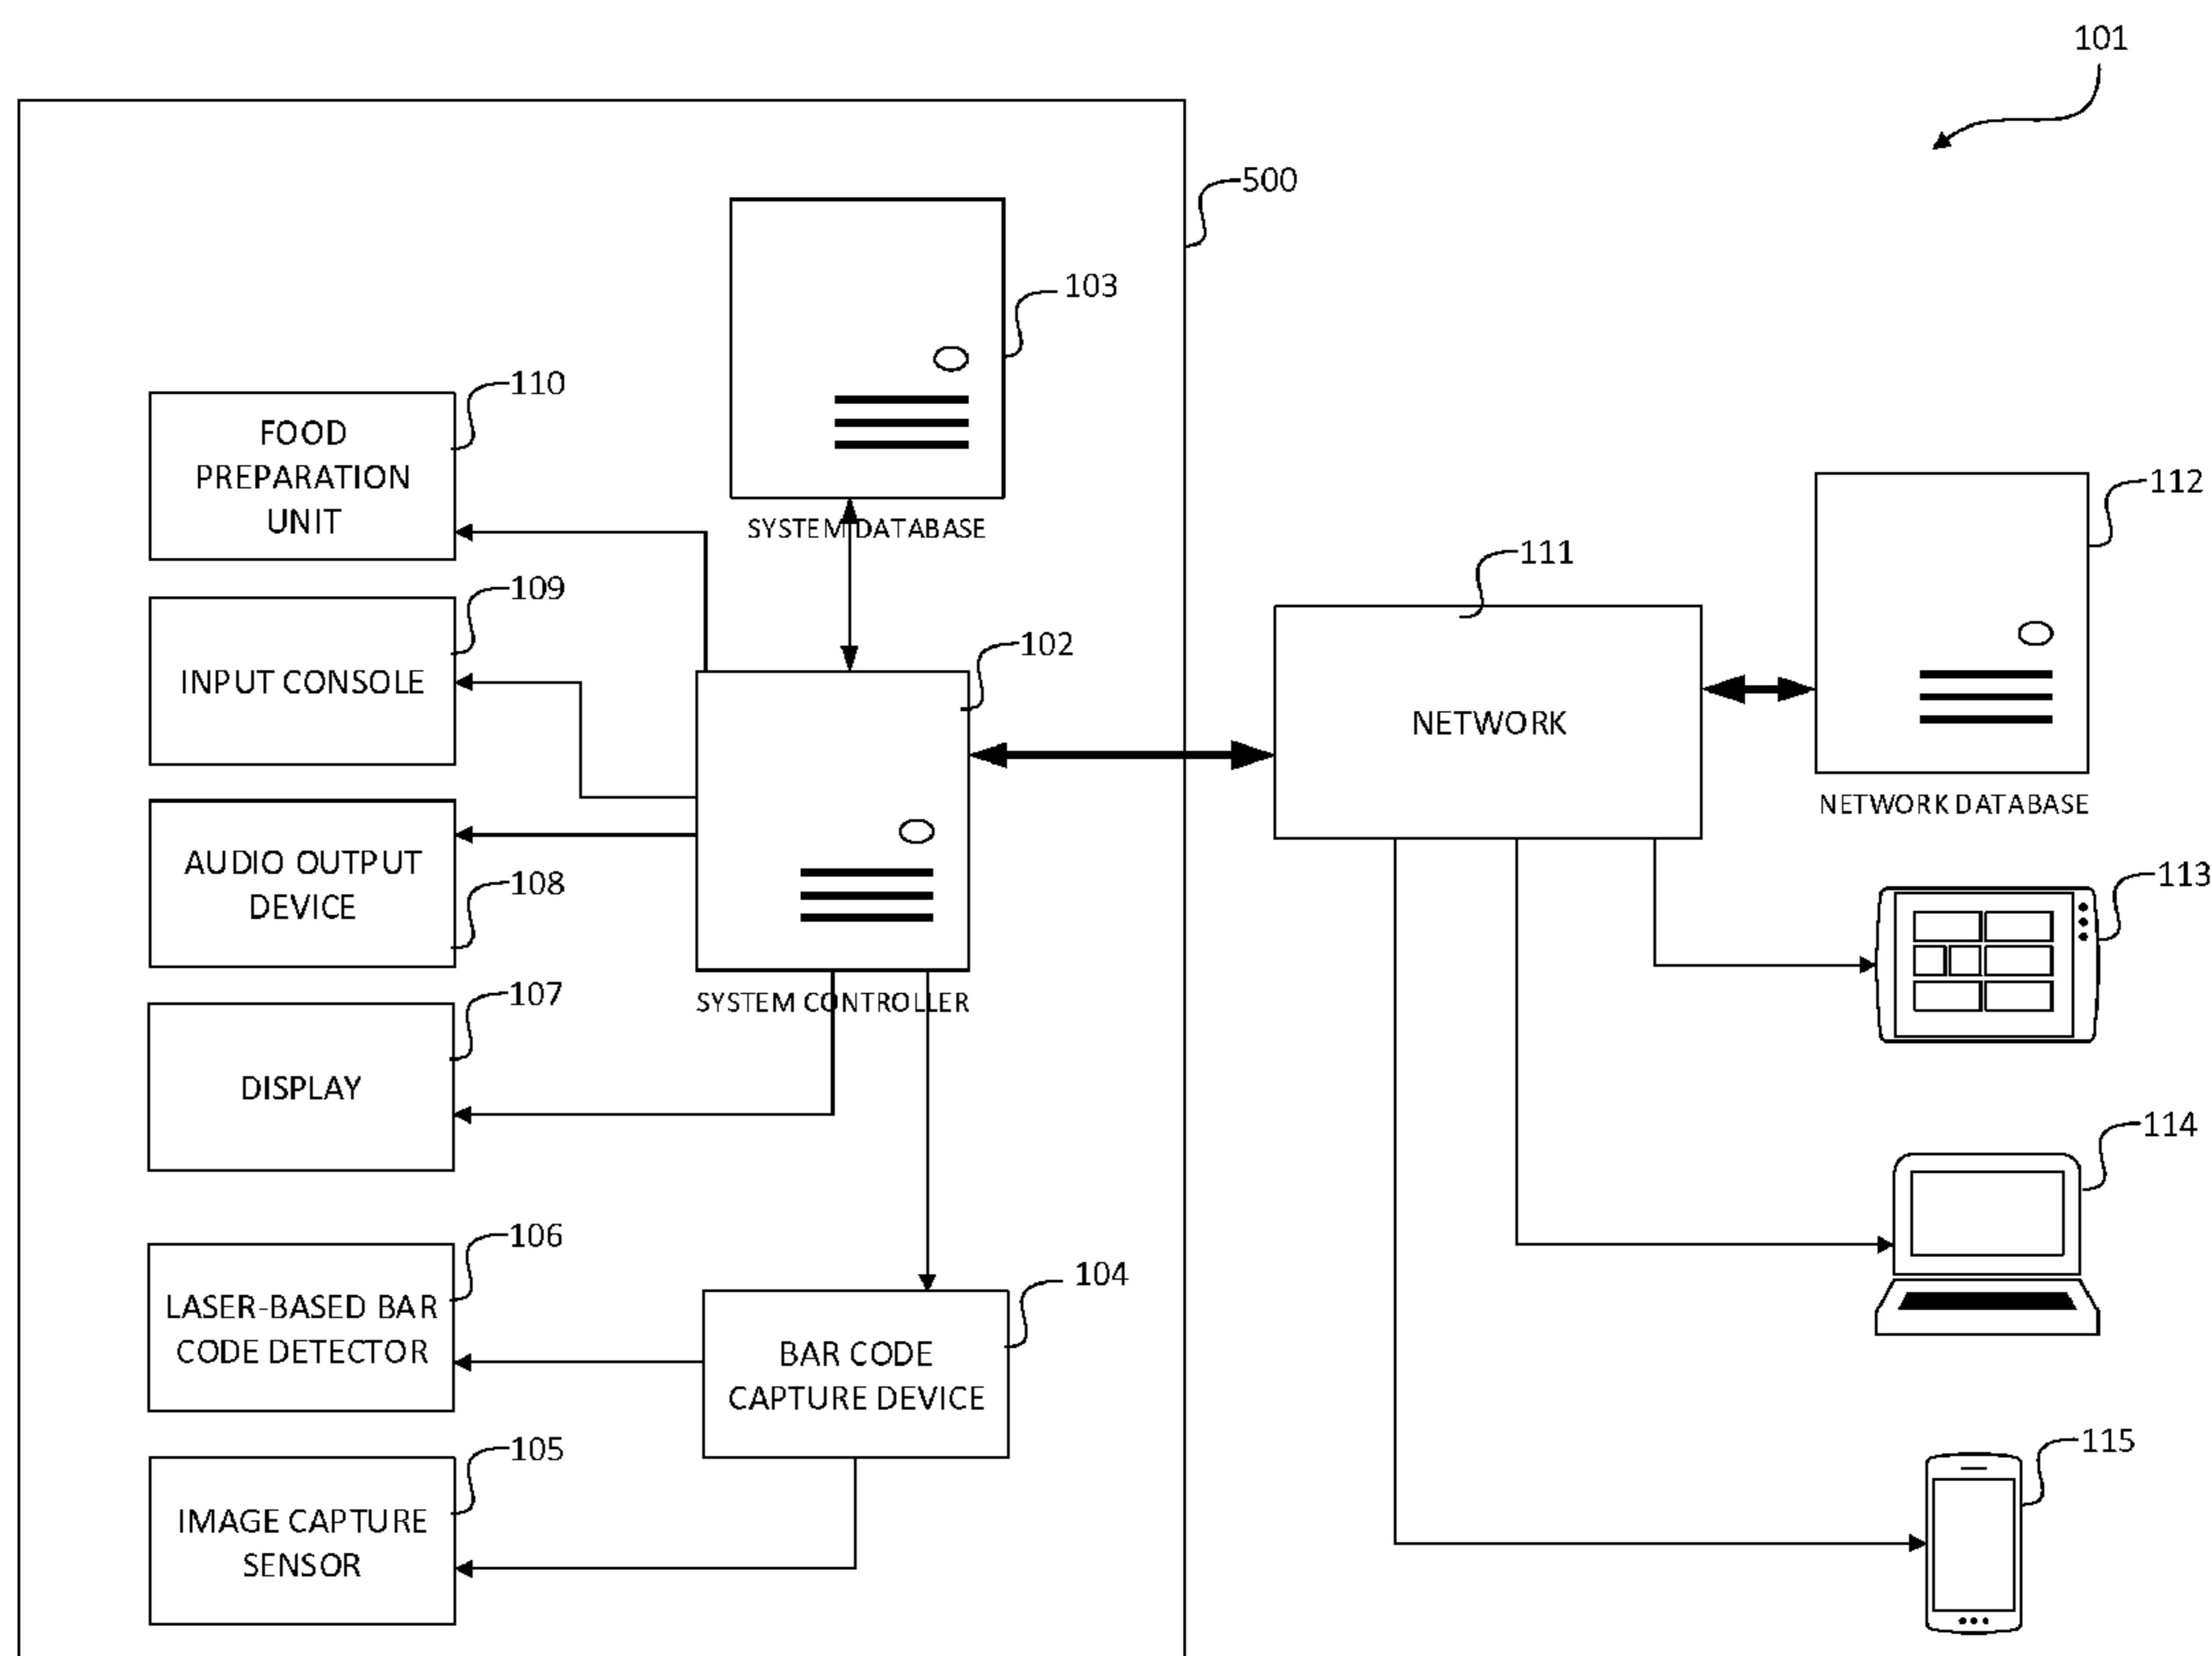 101
500
103
110
FOOD
PREPARATION
UNIT
SYSTEM DATABASE
112
111
109
INPUT CONSOLE
102
NETWORK
NETWORK DATABASE
AUDIO OUTPUT
DEVICE
108
113
107
SYSTEM CONTROLLER
DISPLAY
114
106
LASER-BASED BAR
CODE DETECTOR
104
BAR CODE
CAPTURE DEVICE
105
IMAGE CAPTURE
SENSOR
115